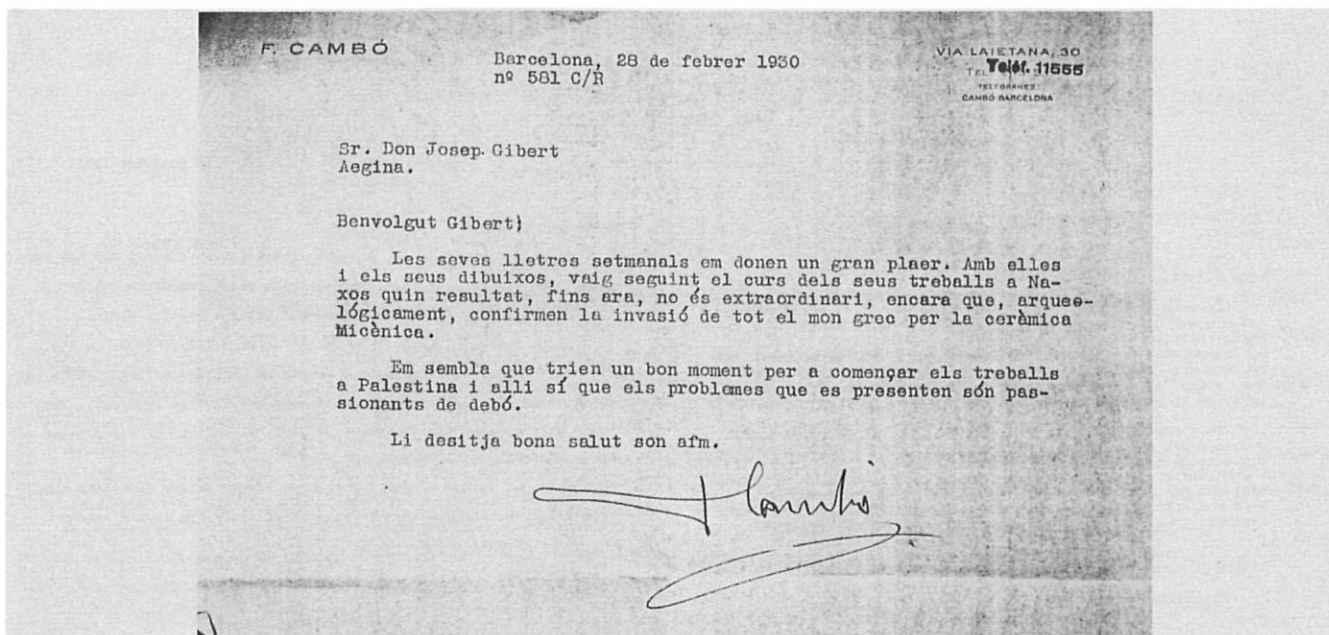 F. CAMBÓ
Barcelona, 28 de febrer 1930
nº 581 C/R
VIA LAIETANA, 30
Teléf. 11555
TELEGRAMES:
CAMBÓ BARCELONA
Sr. Don Josep Gibert
Aegina.
Benvolgut Gibert;
Les seves lletres setmanals em donen un gran plaer. Amb elles
i els seus dibuixos, vaig seguint el curs dels seus treballs a Na-
xos quin resultat, fins ara, no és extraordinari, encara que, arqueo-
lógicament, confirmen la invasió de tot el mon grec per la ceràmica
Micènica.
Em sembla que trien un bon moment per a començar els treballs
a Palestina i alli sí que els problemes que es presenten són pas-
sionants de debó.
Li desitja bona salut son afm.
F Cambó